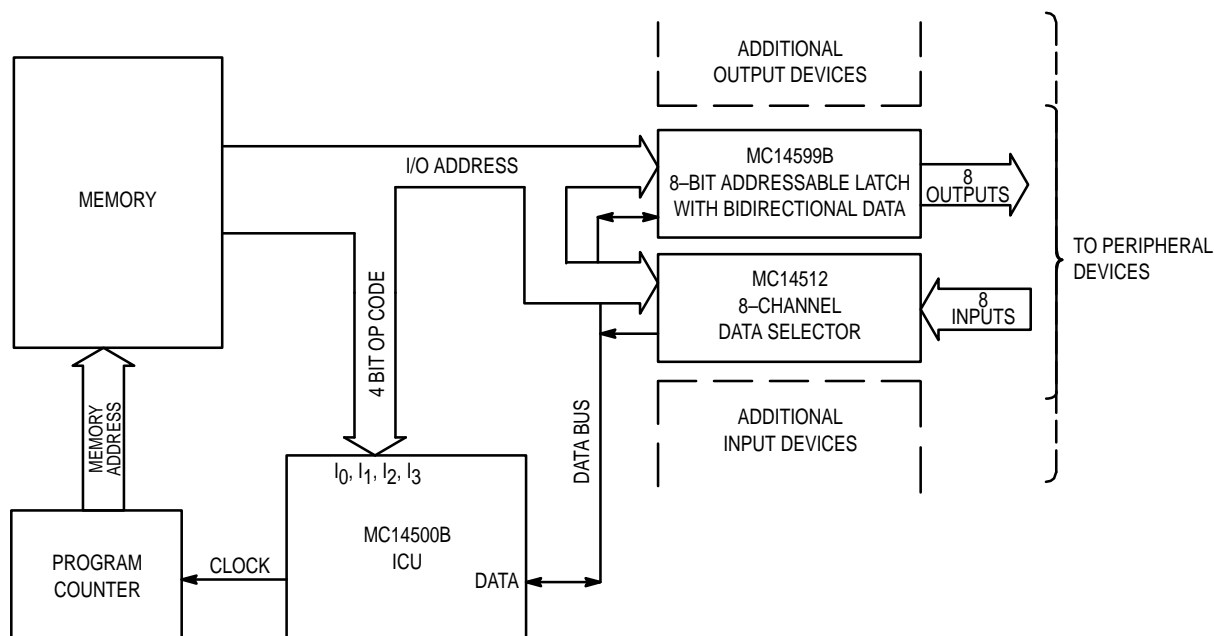 ADDITIONAL
OUTPUT DEVICES
MEMORY
I/O ADDRESS
MC14599B
8–BIT ADDRESSABLE LATCH
WITH BIDIRECTIONAL DATA
8
OUTPUTS
TO PERIPHERAL
DEVICES
MC14512
8–CHANNEL
DATA SELECTOR
8
INPUTS
4 BIT OP CODE
MEMORY
ADDRESS
DATA BUS
ADDITIONAL
INPUT DEVICES
I0, I1, I2, I3
MC14500B
ICU
DATA
CLOCK
PROGRAM
COUNTER